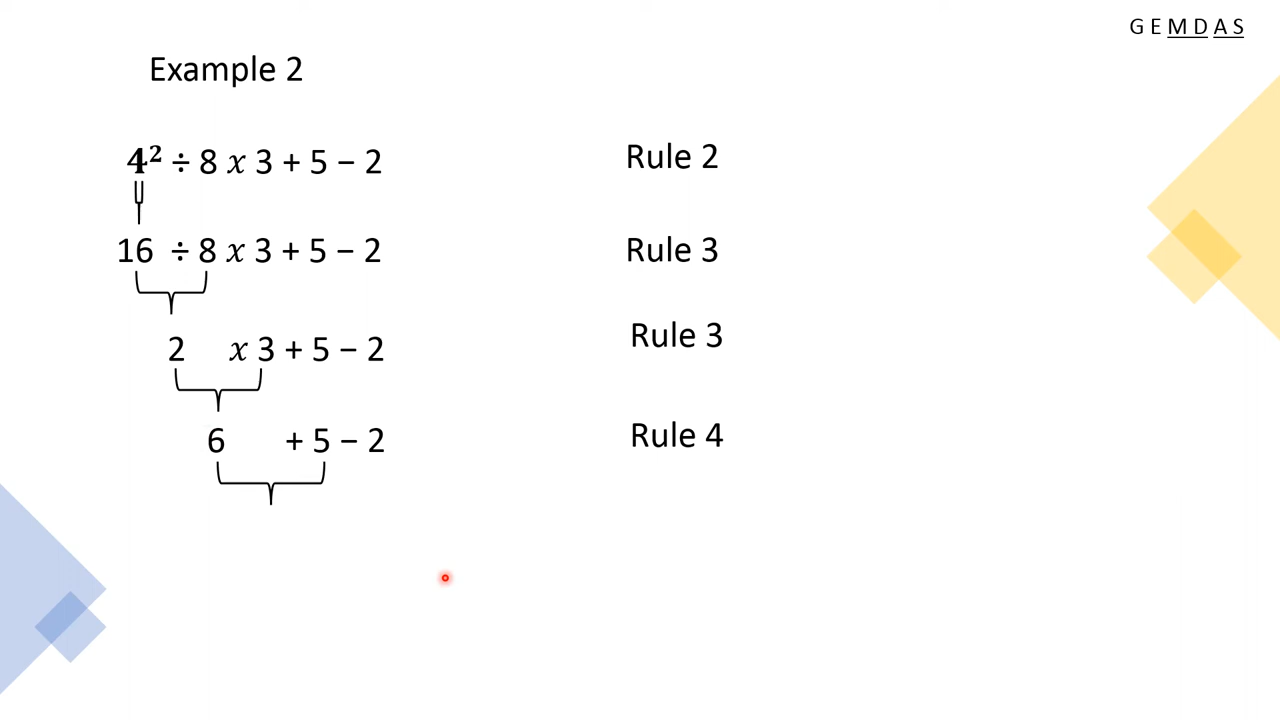 G E M D A S
Example 2
4² ÷ 8 x 3 + 5 − 2 Rule 2
16 ÷ 8 x 3 + 5 − 2 Rule 3
2 x 3 + 5 − 2 Rule 3
6 + 5 − 2 Rule 4